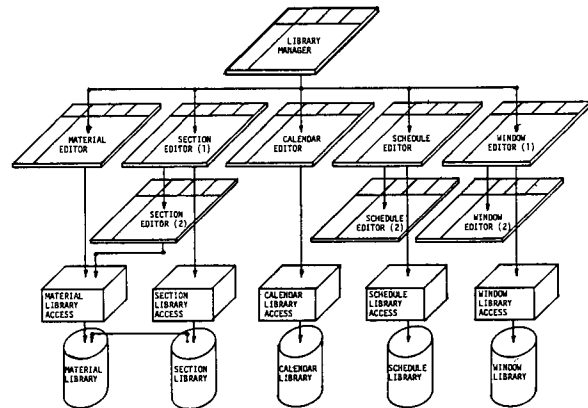 LIBRARY
MANAGER
MATERIAL
EDITOR
SECTION
EDITOR (1)
CALENDAR
EDITOR
SCHEDULE
EDITOR
WINDOW
EDITOR (1)
SECTION
EDITOR (2)
SCHEDULE
EDITOR (2)
WINDOW
EDITOR (2)
MATERIAL
LIBRARY
ACCESS
SECTION
LIBRARY
ACCESS
CALENDAR
LIBRARY
ACCESS
SCHEDULE
LIBRARY
ACCESS
WINDOW
LIBRARY
ACCESS
MATERIAL
LIBRARY
SECTION
LIBRARY
CALENDAR
LIBRARY
SCHEDULE
LIBRARY
WINDOW
LIBRARY